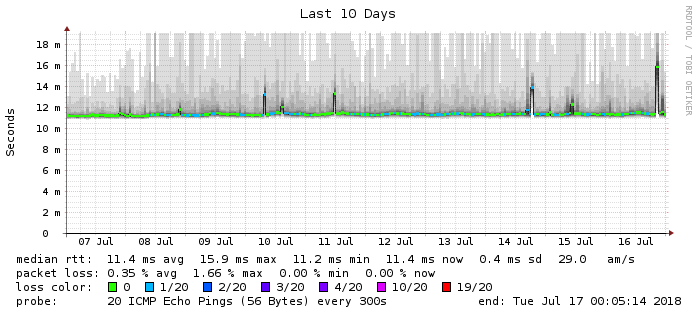 Last 10 Days
RRDTOOL / TOBI OETIKER
Seconds
18 m
16 m
14 m
12 m
10 m
8 m
6 m
4 m
2 m
0
07 Jul 08 Jul 09 Jul 10 Jul 11 Jul 12 Jul 13 Jul 14 Jul 15 Jul 16 Jul
median rtt: 11.4 ms avg 15.9 ms max 11.2 ms min 11.4 ms now 0.4 ms sd 29.0 am/s
packet loss: 0.35 % avg 1.66 % max 0.00 % min 0.00 % now
loss color: 0 1/20 2/20 3/20 4/20 10/20 19/20
probe: 20 ICMP Echo Pings (56 Bytes) every 300s end: Tue Jul 17 00:05:14 2018